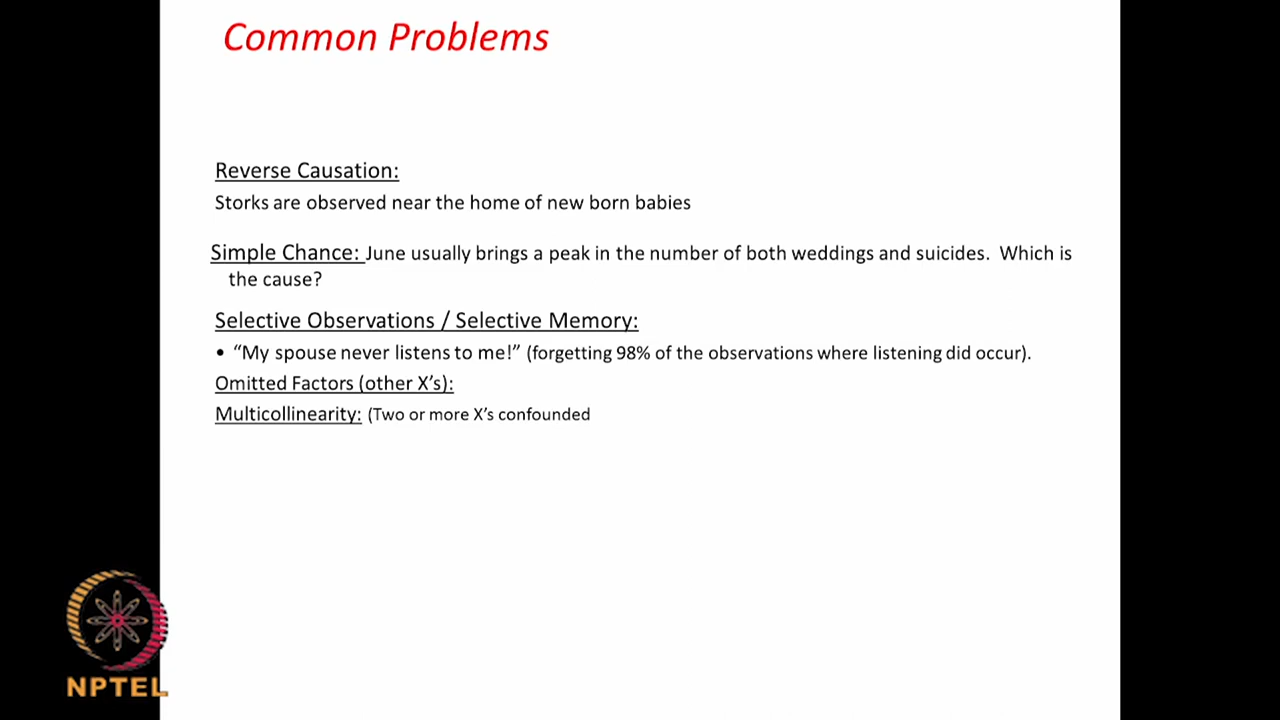 Common Problems
Reverse Causation:
Storks are observed near the home of new born babies
Simple Chance: June usually brings a peak in the number of both weddings and suicides.  Which is
the cause?
Selective Observations / Selective Memory:
• “My spouse never listens to me!” (forgetting 98% of the observations where listening did occur).
Omitted Factors (other X’s):
Multicollinearity: (Two or more X’s confounded
NPTEL